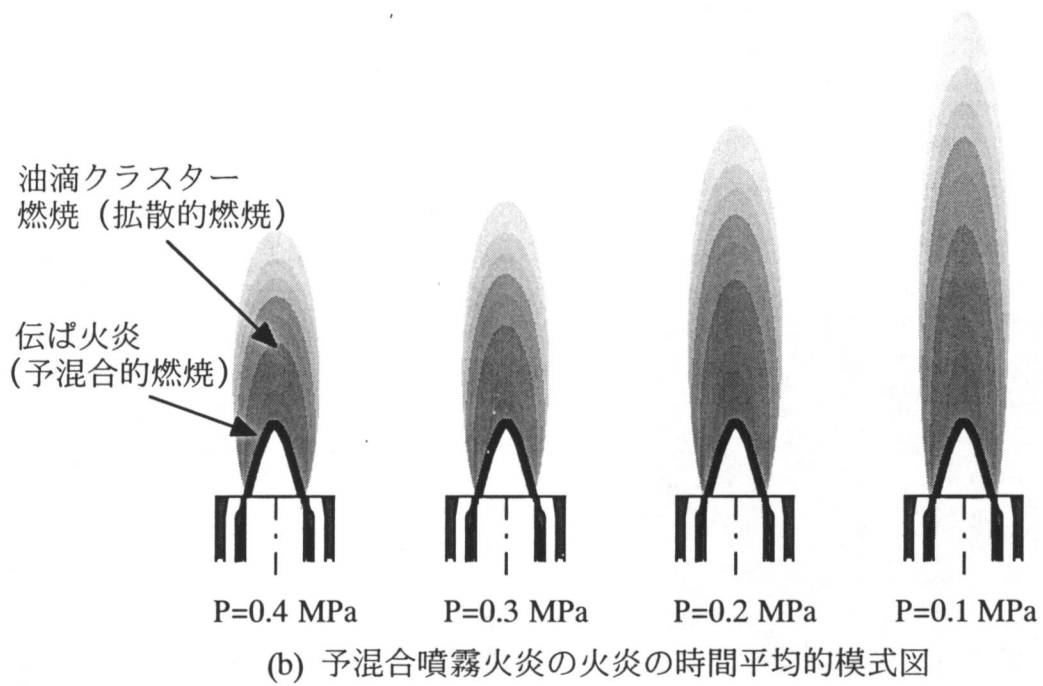 油滴クラスター
燃焼（拡散的燃焼）
伝ぱ火炎
（予混合的燃焼）
P=0.4 MPa
P=0.3 MPa
P=0.2 MPa
P=0.1 MPa
(b) 予混合噴霧火炎の火炎の時間平均的模式図